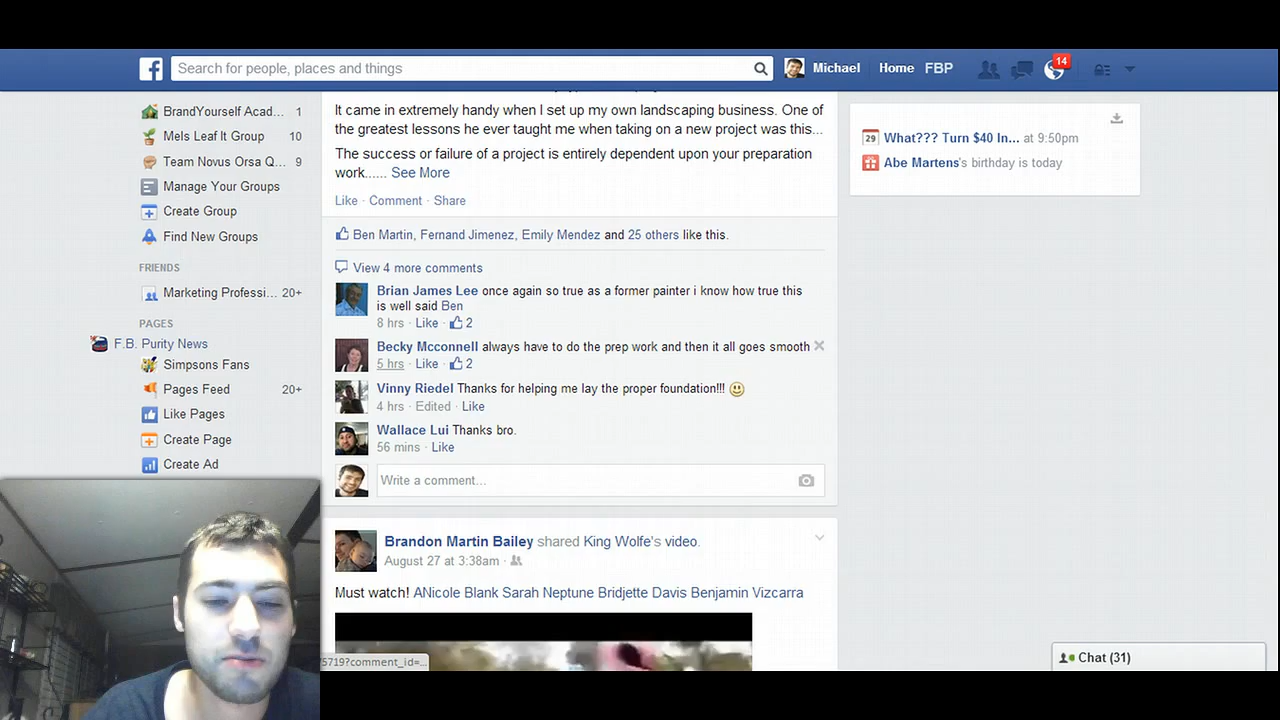 Search for people, places and things
Michael Home FBP 14
BrandYourself Acad... 1
Mels Leaf It Group 10
Team Novus Orsa Q... 9
Manage Your Groups
Create Group
Find New Groups
FRIENDS
Marketing Professi... 20+
PAGES
F.B. Purity News
Simpsons Fans
Pages Feed 20+
Like Pages
Create Page
Create Ad
It came in extremely handy when I set up my own landscaping business. One of
the greatest lessons he ever taught me when taking on a new project was this...
The success or failure of a project is entirely dependent upon your preparation
work...... See More
Like · Comment · Share
Ben Martin, Fernand Jimenez, Emily Mendez and 25 others like this.
View 4 more comments
Brian James Lee once again so true as a former painter i know how true this
is well said Ben
8 hrs · Like · 2
Becky Mcconnell always have to do the prep work and then it all goes smooth
5 hrs · Like · 2
Vinny Riedel Thanks for helping me lay the proper foundation!!!
4 hrs · Edited · Like
Wallace Lui Thanks bro.
56 mins · Like
Write a comment...
Brandon Martin Bailey shared King Wolfe's video.
August 27 at 3:38am ·
Must watch! ANicole Blank Sarah Neptune Bridjette Davis Benjamin Vizcarra
5719?comment_id=...
29 What??? Turn $40 In... at 9:50pm
Abe Martens's birthday is today
Chat (31)